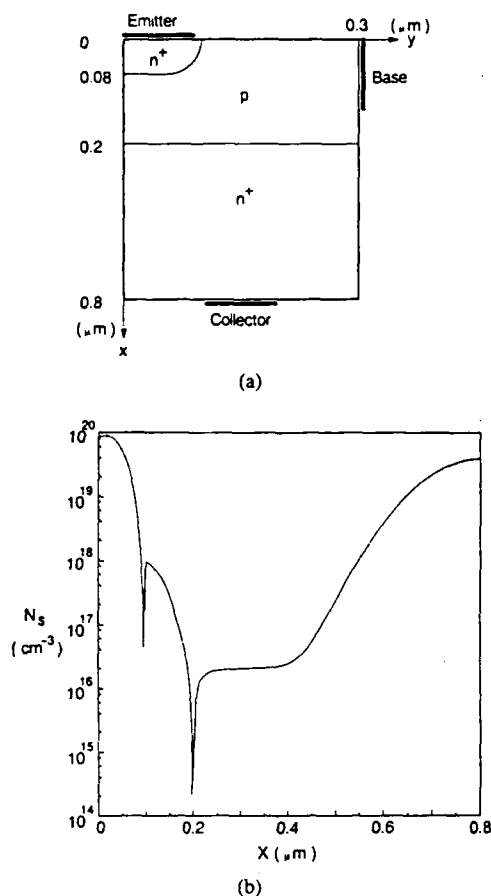 Emitter
0.3 (μm)
0
y
n+
0.08
Base
p
0.2
n+
0.8
(μm)
Collector
x
(a)
10^20
10^19
10^18
Ns
10^17
(cm^-3)
10^16
10^15
10^14
0 0.2 0.4 0.6 0.8
X (μm)
(b)